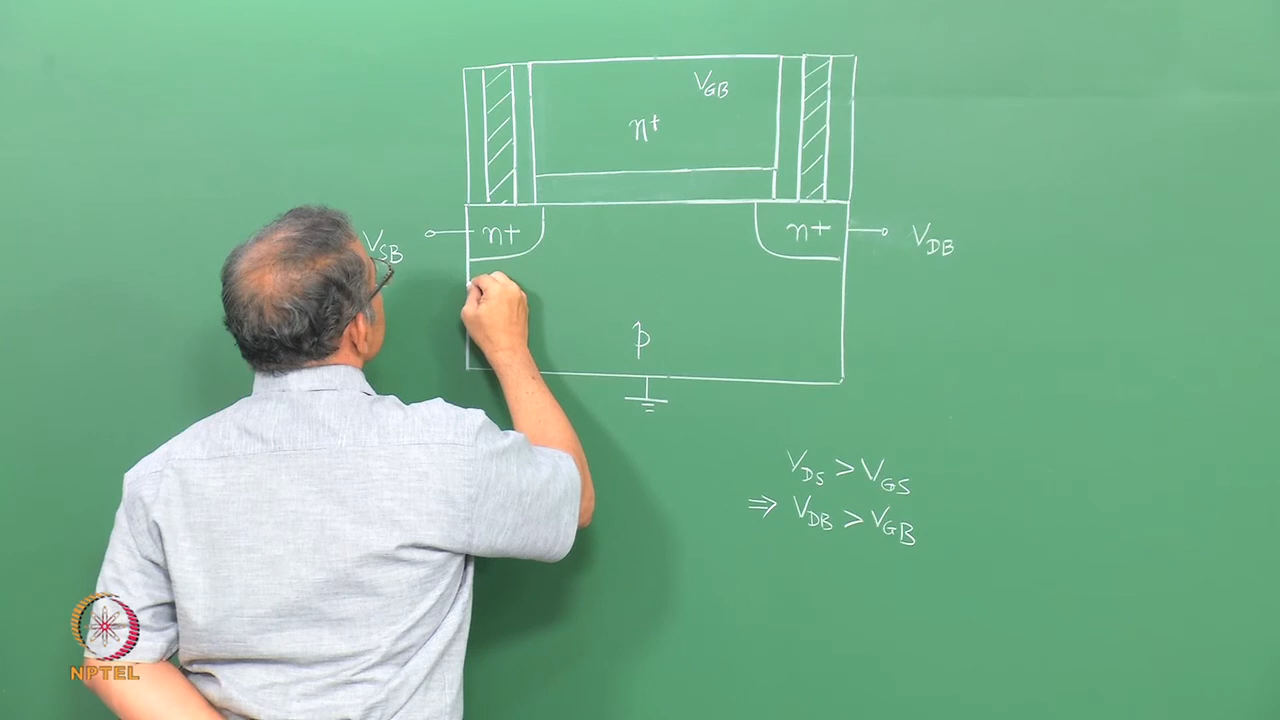 V_GB
n+
V_SB
n+
n+
V_DB
p
V_DS > V_GS
⇒ V_DB > V_GB
NPTEL